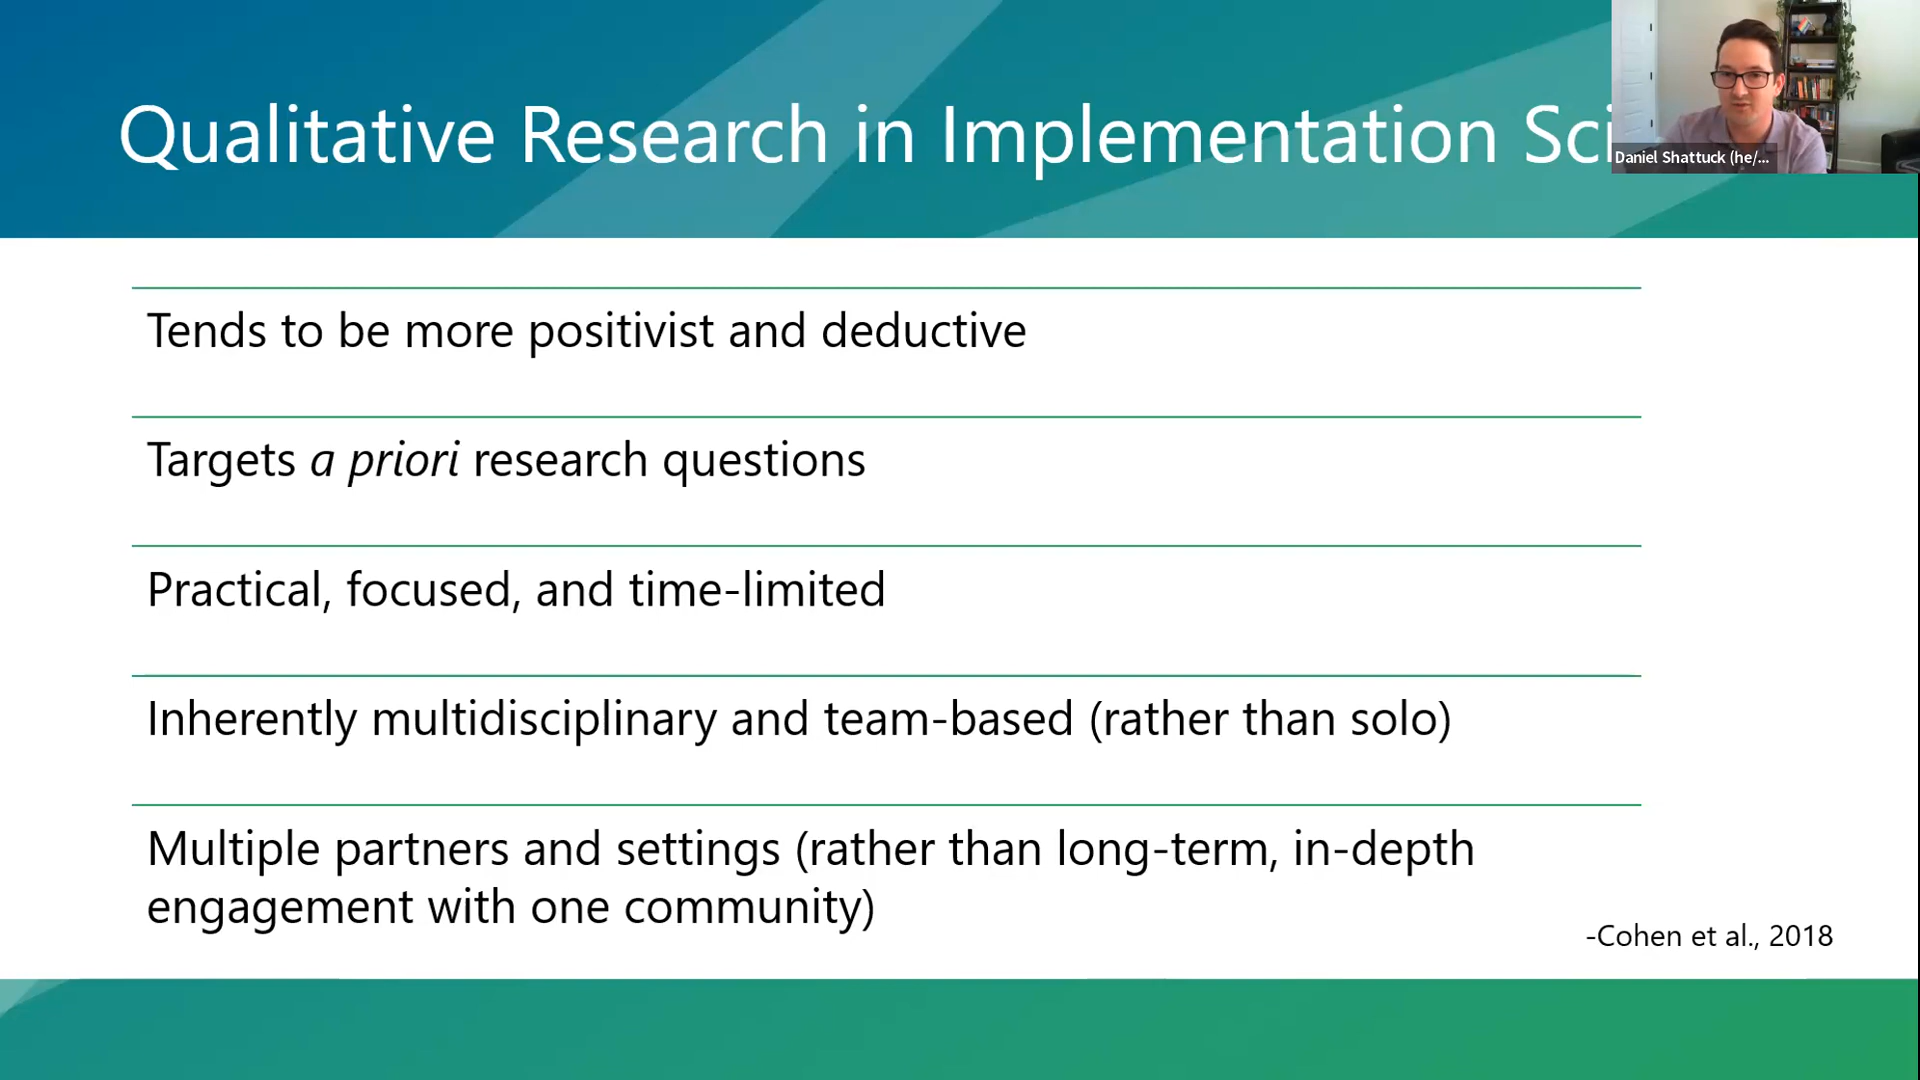 Qualitative Research in Implementation Sci
Daniel Shattuck (he/...
Tends to be more positivist and deductive
Targets a priori research questions
Practical, focused, and time-limited
Inherently multidisciplinary and team-based (rather than solo)
Multiple partners and settings (rather than long-term, in-depth
engagement with one community)
-Cohen et al., 2018